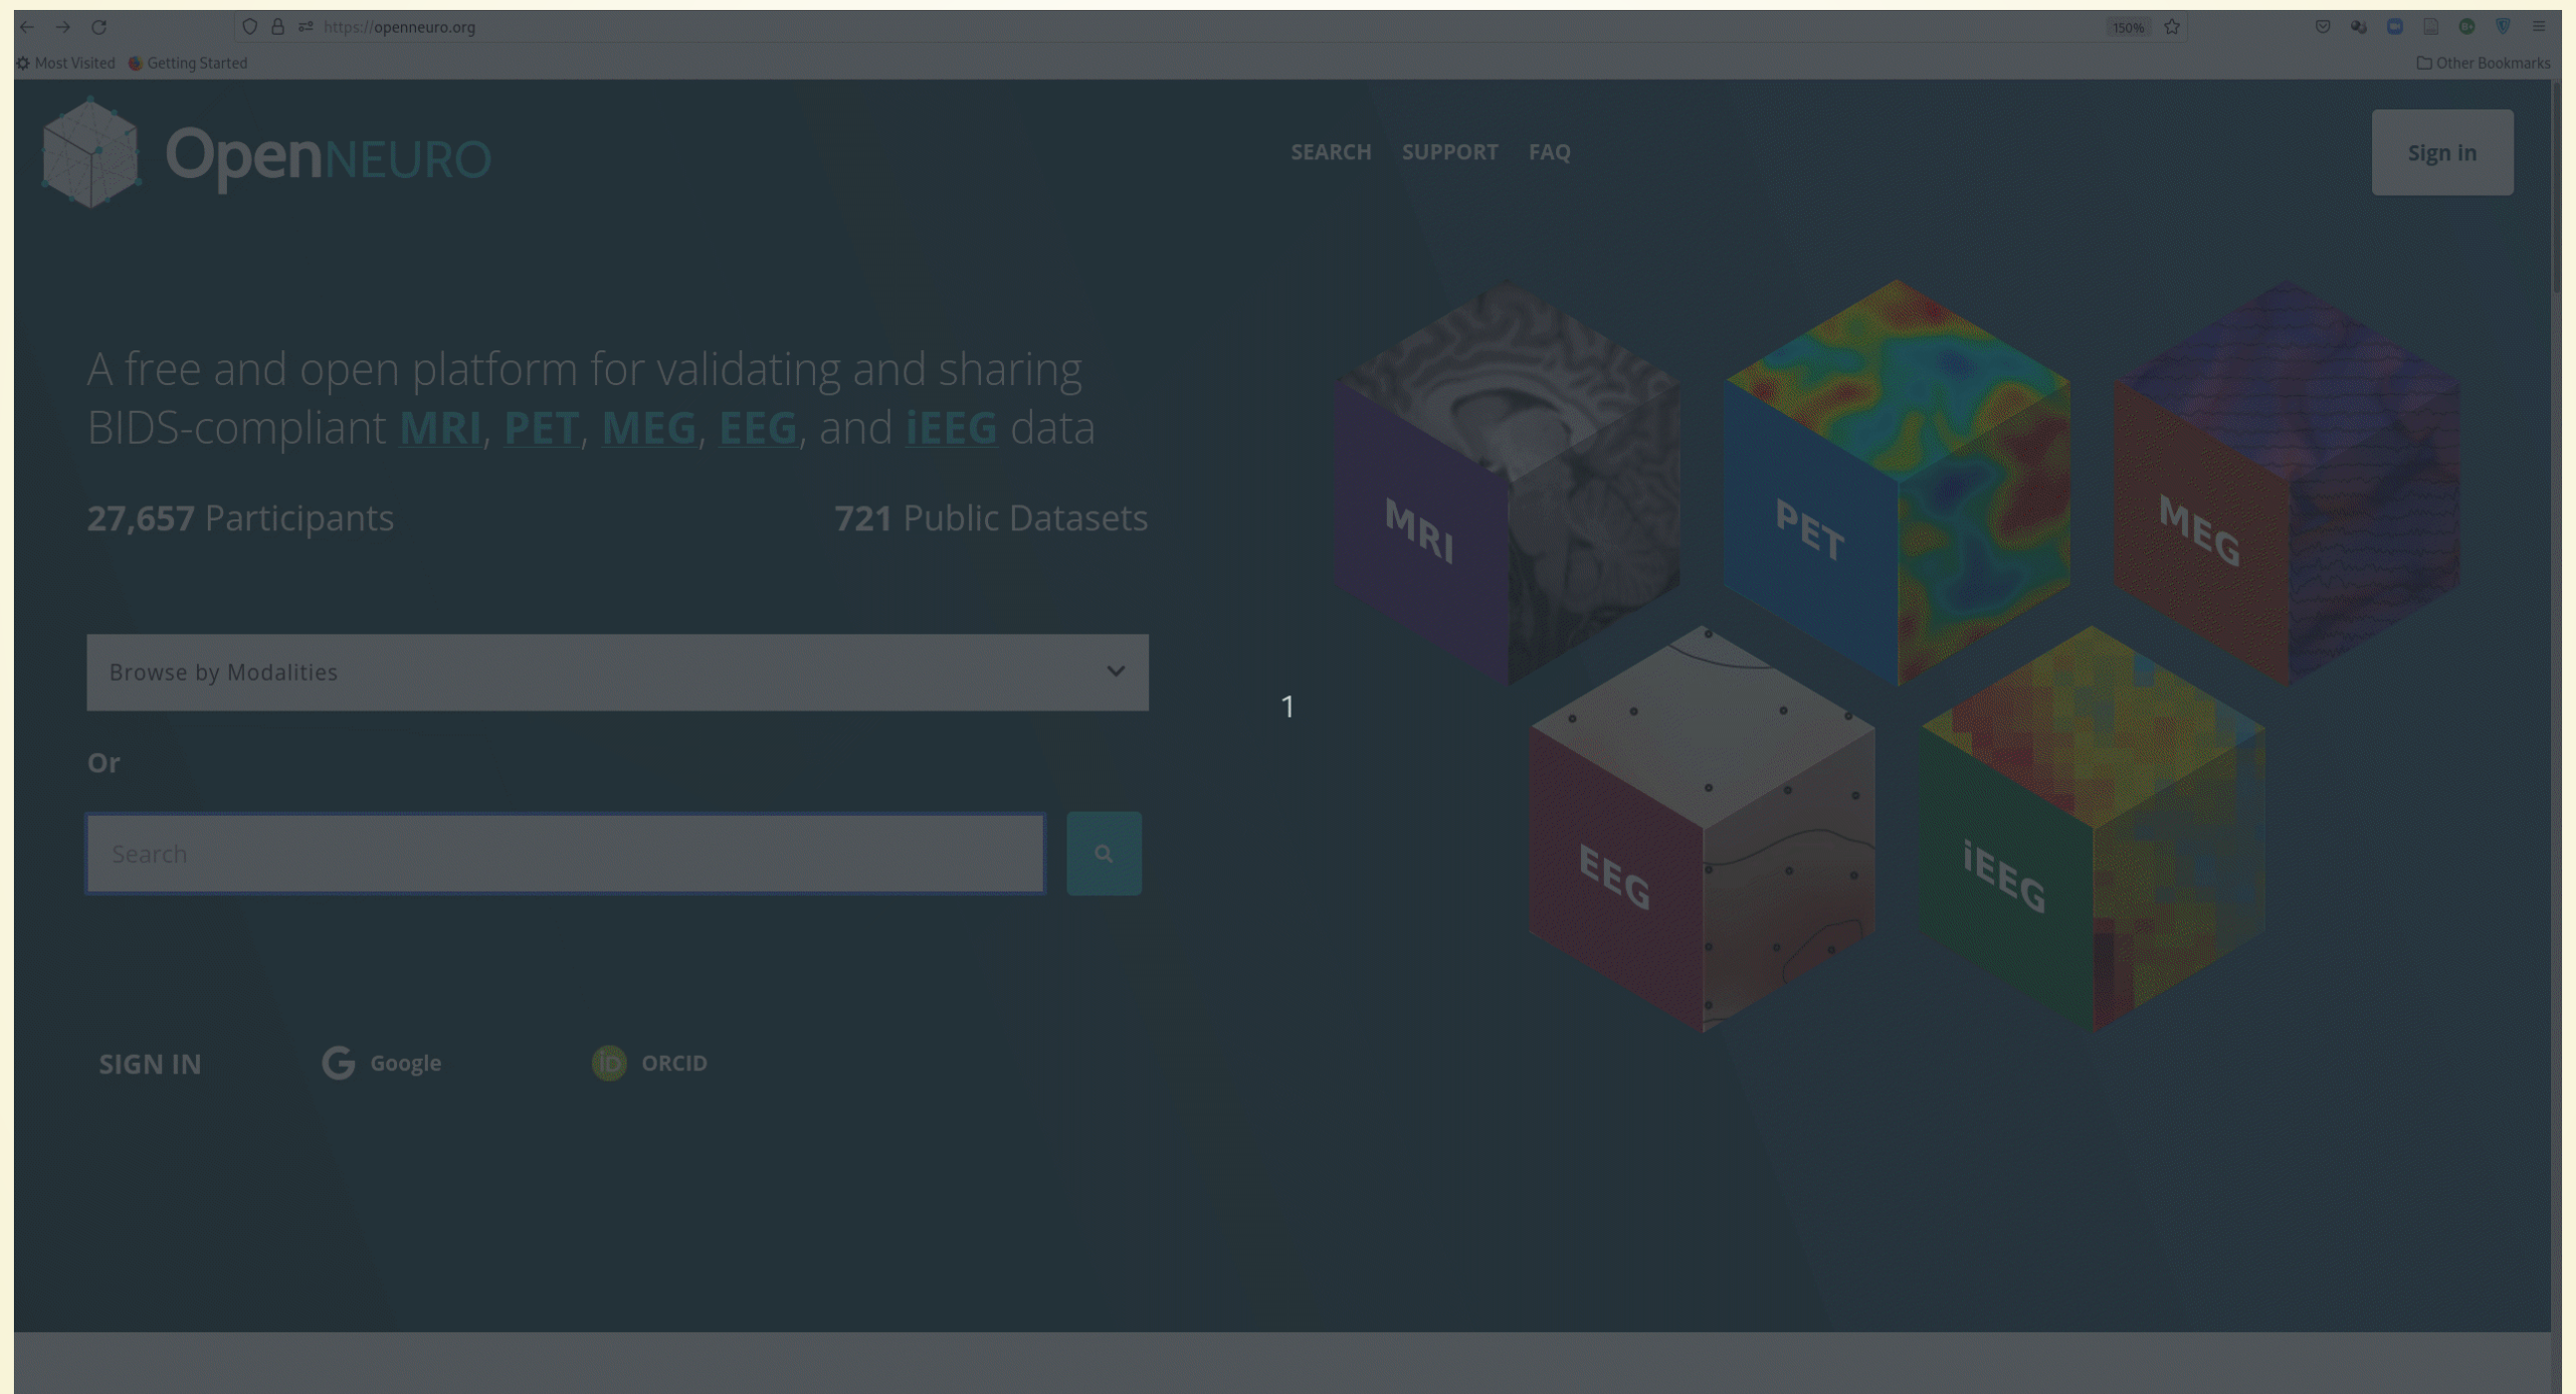 https://openneuro.org
150%
Most Visited Getting Started
Other Bookmarks
OpenNEURO
SEARCH SUPPORT FAQ
Sign in
A free and open platform for validating and sharing
BIDS-compliant MRI, PET, MEG, EEG, and iEEG data
27,657 Participants
721 Public Datasets
Browse by Modalities
Or
Search
SIGN IN
G Google
iD ORCID
MRI
PET
MEG
1
EEG
iEEG